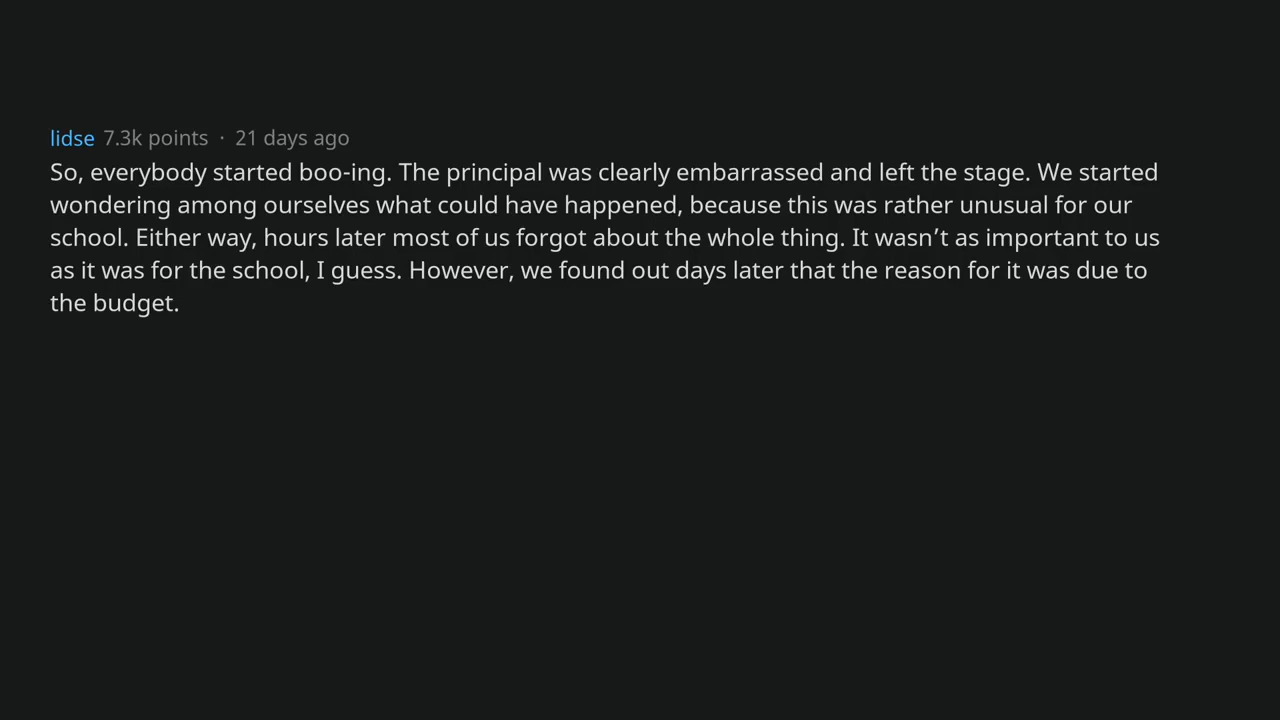 lidse 7.3k points · 21 days ago
So, everybody started boo-ing. The principal was clearly embarrassed and left the stage. We started
wondering among ourselves what could have happened, because this was rather unusual for our
school. Either way, hours later most of us forgot about the whole thing. It wasn’t as important to us
as it was for the school, I guess. However, we found out days later that the reason for it was due to
the budget.